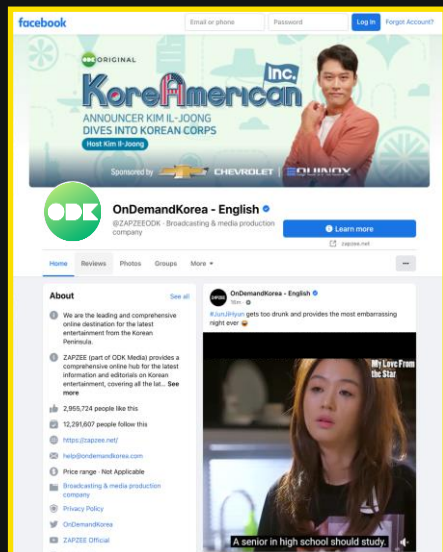 facebook
Email or phone
Password
Log In
Forgot Account?
ODK ORIGINAL
KoreAmerican Inc.
ANNOUNCER KIM IL-JOONG
DIVES INTO KOREAN CORPS
Host Kim Il-Joong
Sponsored by CHEVROLET | EQUINOX
ODK
OnDemandKorea - English
@ZAPZEEODK · Broadcasting & media production
company
Learn more
zapzee.net
Home Reviews Photos Groups More
About
See all
We are the leading and comprehensive
online destination for the latest
entertainment from the Korean
Peninsula.
ZAPZEE (part of ODK Media) provides a
comprehensive online hub for the latest
information and editorials on Korean
entertainment, covering all the lat... See
more
2,955,724 people like this
12,291,607 people follow this
https://zapzee.net/
help@ondemandkorea.com
Price range · Not Applicable
Broadcasting & media production
company
Privacy Policy
OnDemandKorea
ZAPZEE Official
ZAPZEE
OnDemandKorea - English
#JunJiHyun gets too drunk and provides the most embarrassing
night ever
My Love From
the Star
A senior in high school should study.